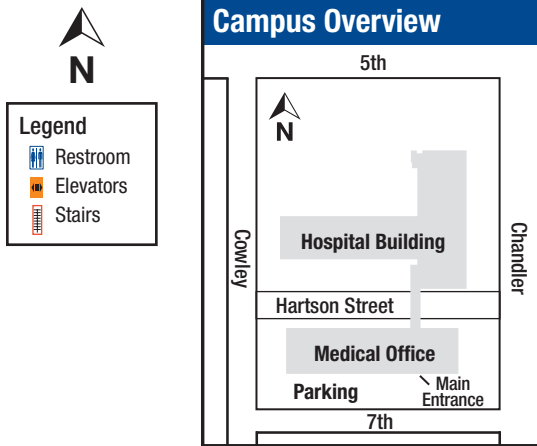 N
Legend
Restroom
Elevators
Stairs
Campus Overview
5th
N
Cowley
Hospital Building
Chandler
Hartson Street
Medical Office
Parking
Main
Entrance
7th